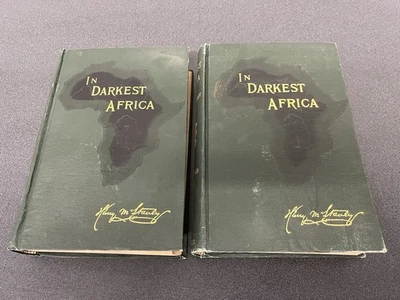 IN
DARKEST
AFRICA
Henry M Stanley
IN
DARKEST
AFRICA
Henry M Stanley